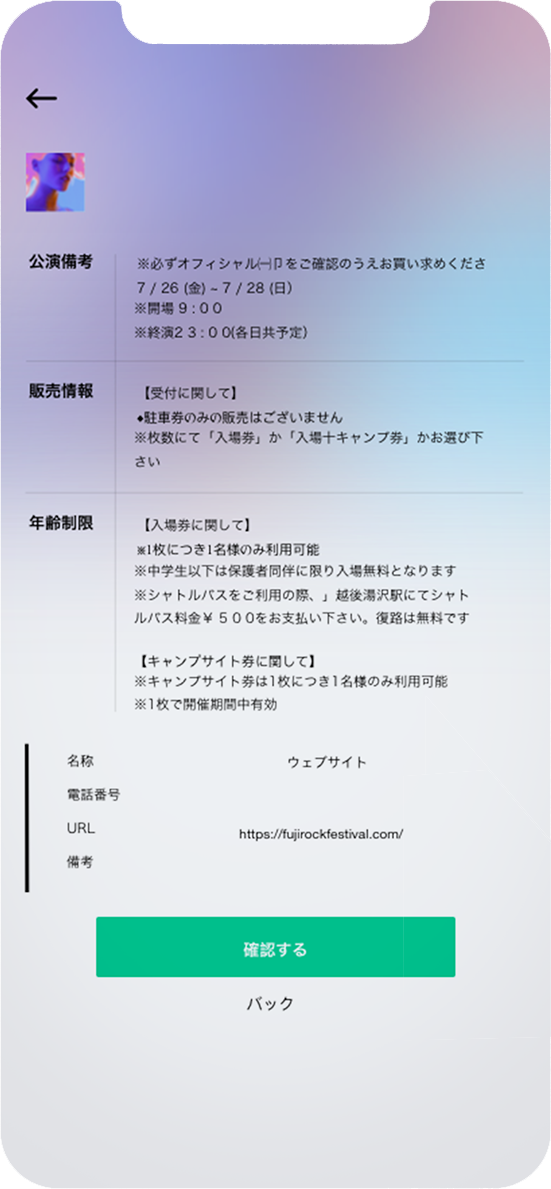 公演備考
※必ずオフィシャル㈠卩をご確認のうえお買い求めくださ
7 / 26 (金) ~ 7 / 28 (日)
※開場 9 : 0 0
※終演2 3 : 0 0(各日共予定)
販売情報
【受付に関して】
◆駐車券のみの販売はございません
※枚数にて「入場券」か「入場十キャンプ券」かお選び下
さい
年齢制限
【入場券に関して】
※1枚につき1名様のみ利用可能
※中学生以下は保護者同伴に限り入場無料となります
※シャトルバスをご利用の際、」越後湯沢駅にてシャト
ルバス料金￥５００をお支払い下さい。復路は無料です
【キャンプサイト券に関して】
※キャンプサイト券は1枚につき1名様のみ利用可能
※1枚で開催期間中有効
名称 ウェブサイト
電話番号
URL https://fujirockfestival.com/
備考
確認する
バック